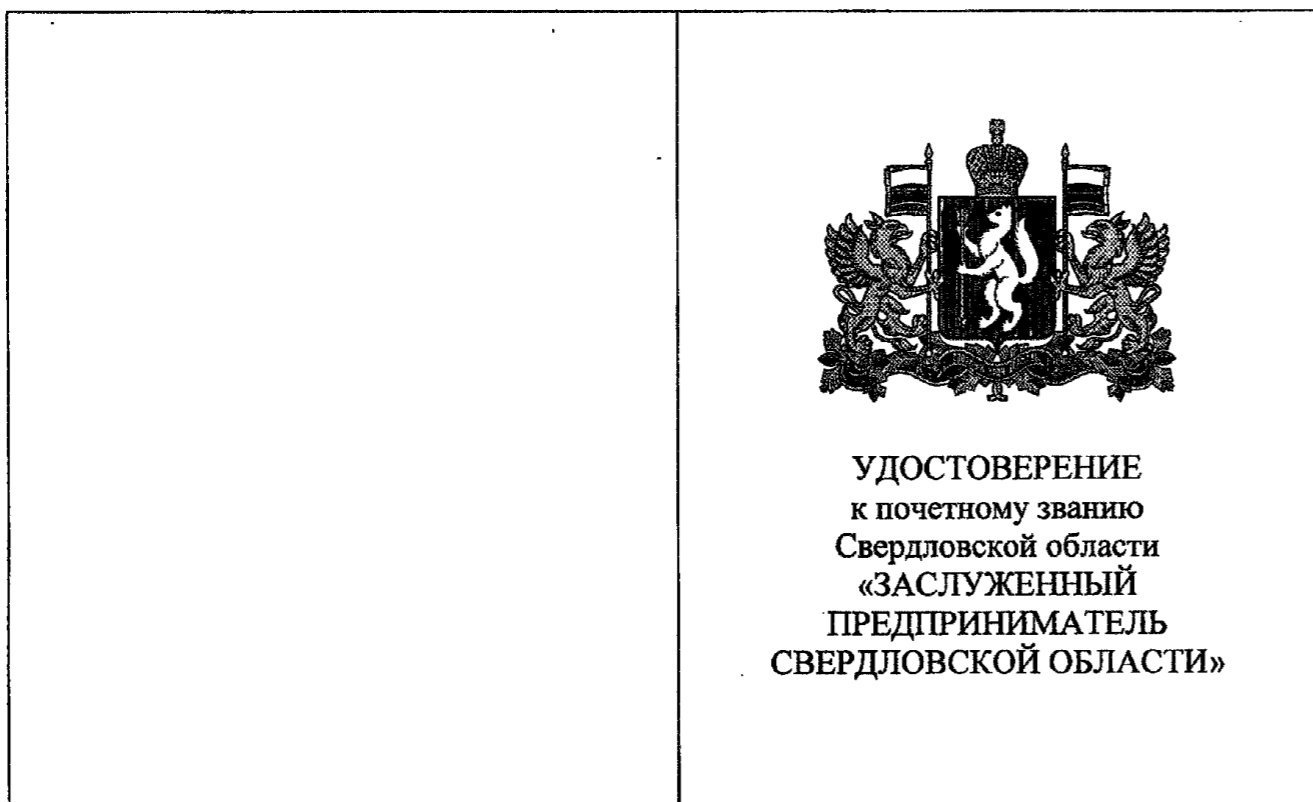 УДОСТОВЕРЕНИЕ
к почетному званию
Свердловской области
«ЗАСЛУЖЕННЫЙ
ПРЕДПРИНИМАТЕЛЬ
СВЕРДЛОВСКОЙ ОБЛАСТИ»